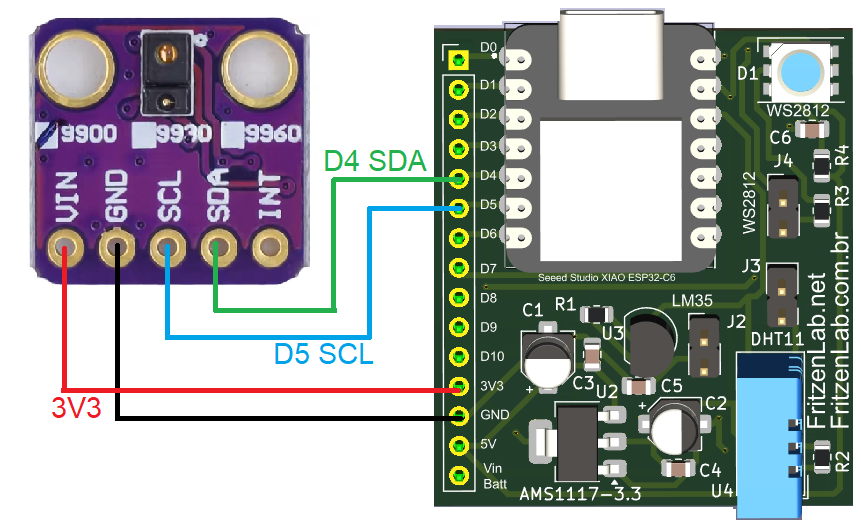 9900 9930 9960
VIN
GND
SCL
SDA
INT
D4 SDA
D5 SCL
3V3
D0
D1
D2
D3
D4
D5
D6
D7
D8
D9
D10
3V3
GND
5V
Vin
Batt
Seeed Studio XIAO ESP32-C6
D1
WS2812
C6
J4
R4
WS2812
R3
J3
DHT11
LM35
J2
R1
U3
C1
C3
C5
U2
C2
C4
AMS1117-3.3
U4
R2
FritzenLab.net
FritzenLab.com.br
+
+